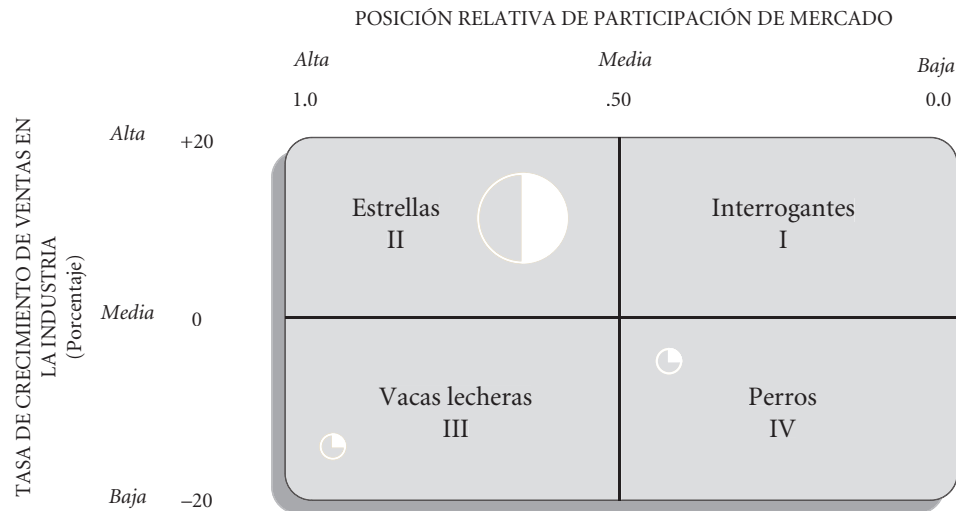 POSICIÓN RELATIVA DE PARTICIPACIÓN DE MERCADO
Alta
Media
Baja
1.0
.50
0.0
TASA DE CRECIMIENTO DE VENTAS EN
LA INDUSTRIA
(Porcentaje)
Alta
+20
Media
0
Baja
–20
Estrellas
II
Interrogantes
I
Vacas lecheras
III
Perros
IV